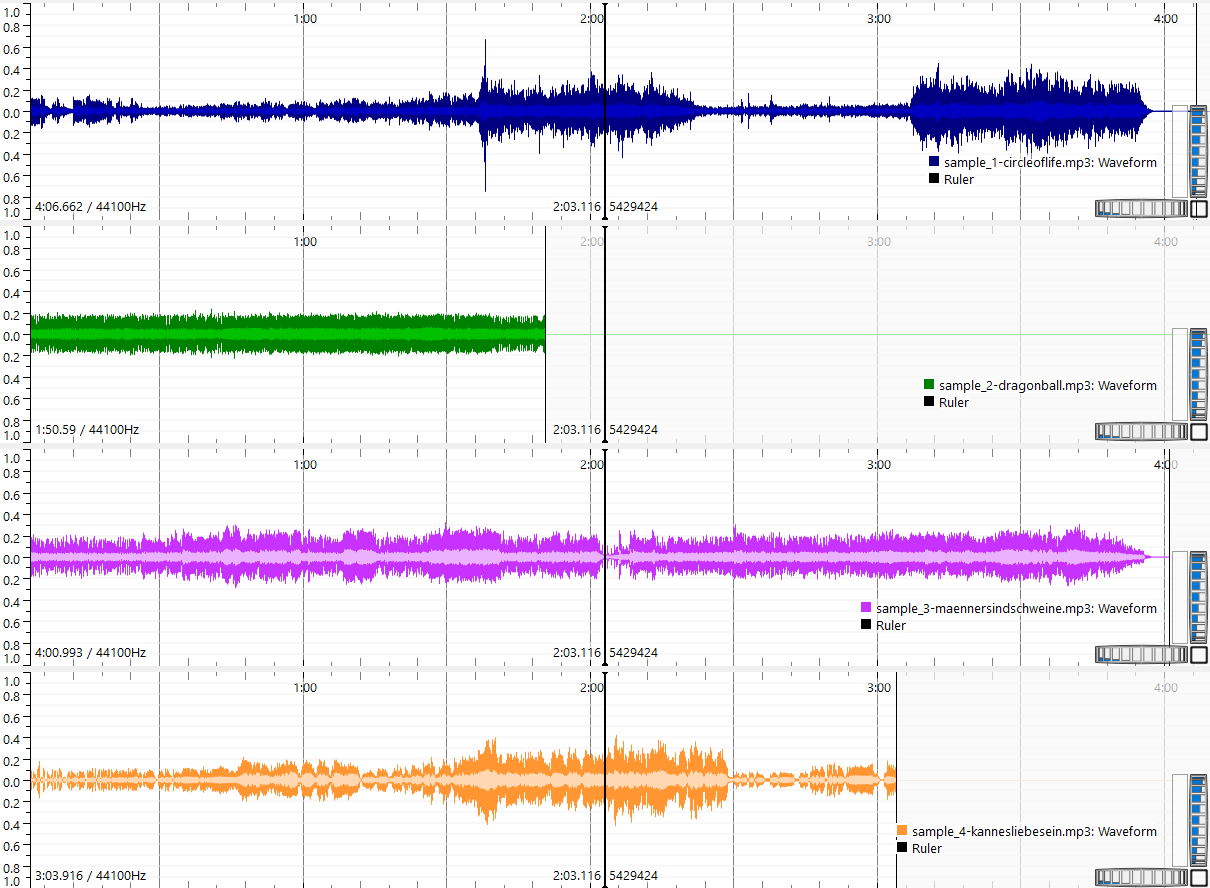 1.0 1:00 2:00 3:00 4:00
0.8
0.6
0.4
0.2
0.0
0.2
0.4
0.6
0.8
1.0
sample_1-circleoflife.mp3: Waveform
Ruler
4:06.662 / 44100Hz 2:03.116 5429424
1.0 1:00 2:00 3:00 4:00
0.8
0.6
0.4
0.2
0.0
0.2
0.4
0.6
0.8
1.0
sample_2-dragonball.mp3: Waveform
Ruler
1:50.59 / 44100Hz 2:03.116 5429424
1.0 1:00 2:00 3:00 4:00
0.8
0.6
0.4
0.2
0.0
0.2
0.4
0.6
0.8
1.0
sample_3-maennersindschweine.mp3: Waveform
Ruler
4:00.993 / 44100Hz 2:03.116 5429424
1.0 1:00 2:00 3:00 4:00
0.8
0.6
0.4
0.2
0.0
0.2
0.4
0.6
0.8
1.0
sample_4-kannesliebesein.mp3: Waveform
Ruler
3:03.916 / 44100Hz 2:03.116 5429424